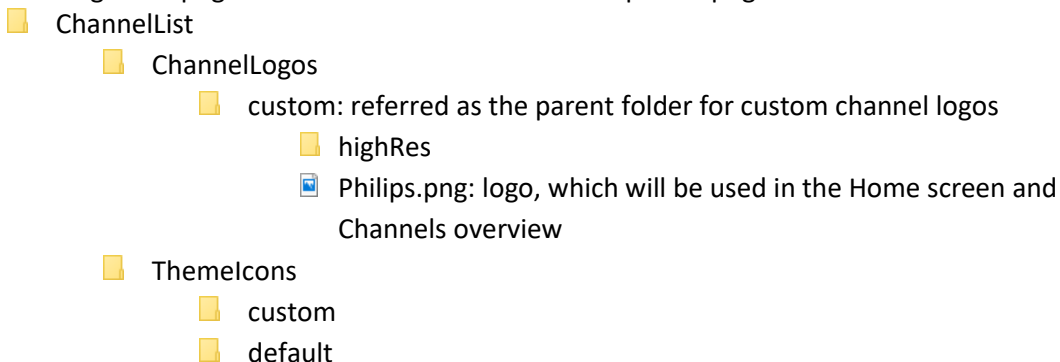 ChannelList
ChannelLogos
custom: referred as the parent folder for custom channel logos
highRes
Philips.png: logo, which will be used in the Home screen and
Channels overview
ThemeIcons
custom
default